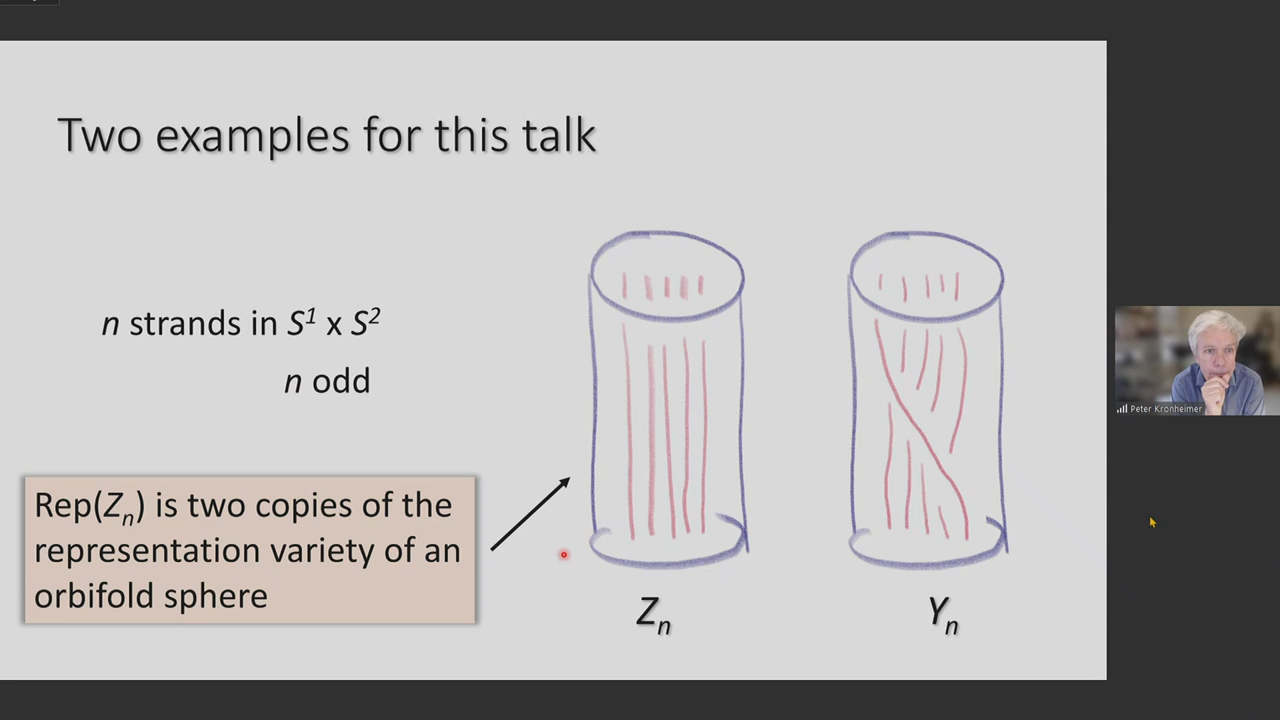 Two examples for this talk
n strands in S¹ x S²
n odd
Rep(Zₙ) is two copies of the
representation variety of an
orbifold sphere
Zₙ
Yₙ
Peter Kronheimer